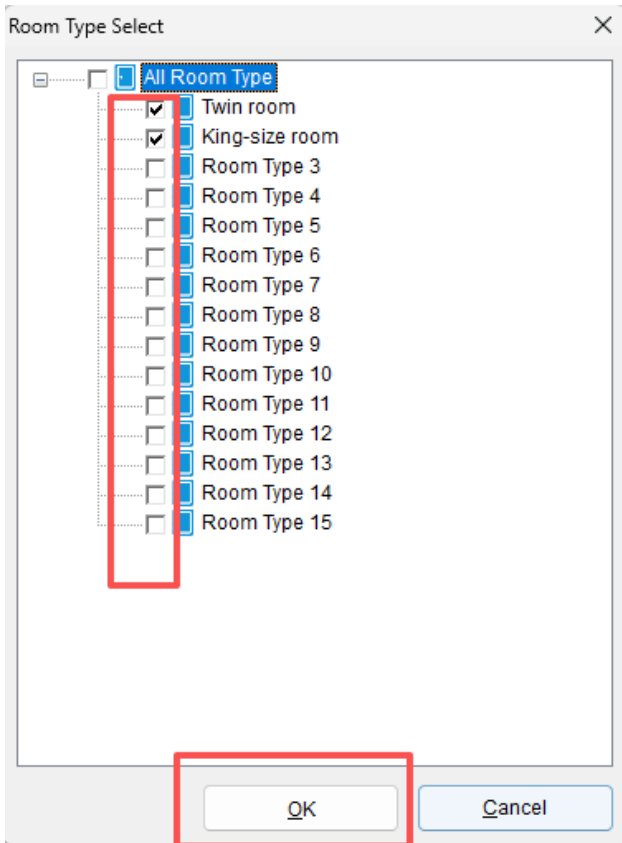 Room Type Select
All Room Type
Twin room
King-size room
Room Type 3
Room Type 4
Room Type 5
Room Type 6
Room Type 7
Room Type 8
Room Type 9
Room Type 10
Room Type 11
Room Type 12
Room Type 13
Room Type 14
Room Type 15
OK
Cancel